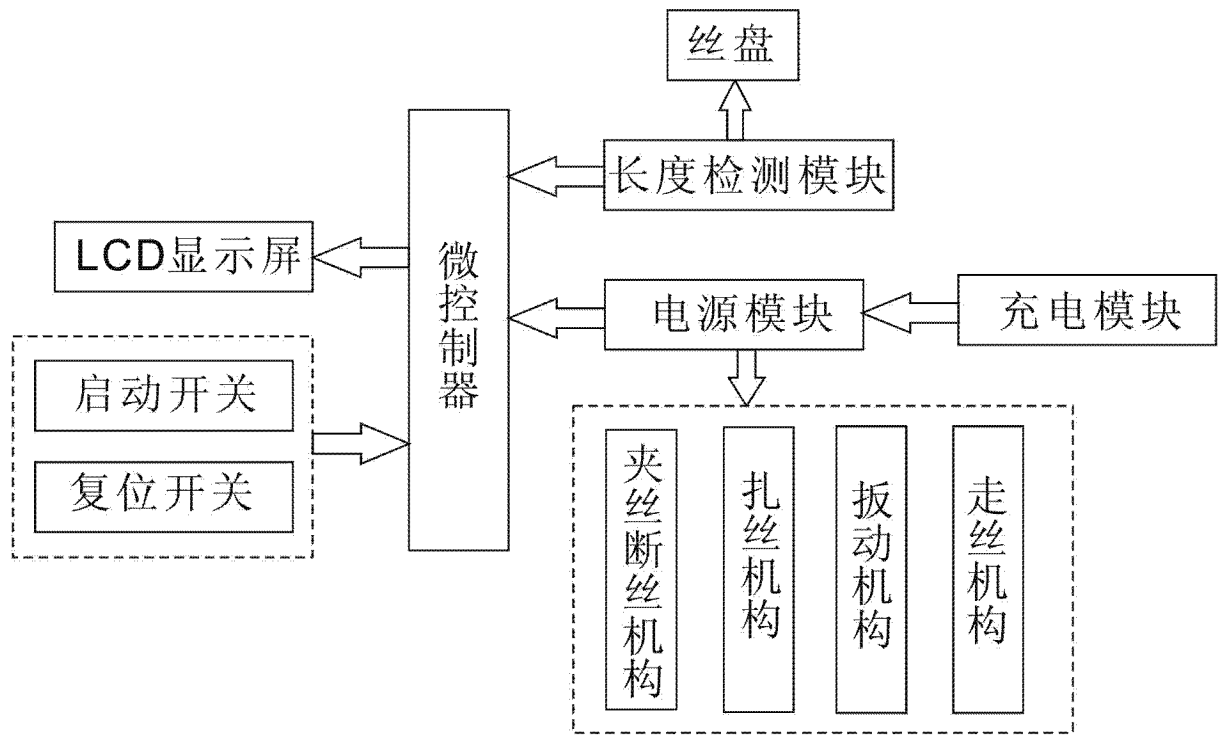 丝盘
长度检测模块
微控制器
LCD显示屏
电源模块
充电模块
启动开关
复位开关
夹丝断丝机构
扎丝机构
扳动机构
走丝机构